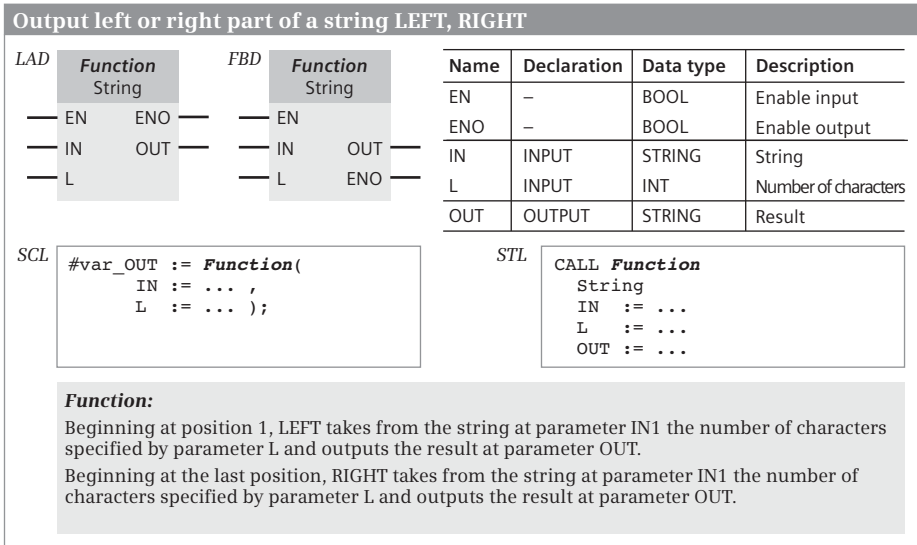 Output left or right part of a string LEFT, RIGHT
LAD
Function
String
EN ENO
IN OUT
L
FBD
Function
String
EN
IN OUT
L ENO
Name Declaration Data type Description
EN – BOOL Enable input
ENO – BOOL Enable output
IN INPUT STRING String
L INPUT INT Number of characters
OUT OUTPUT STRING Result
SCL
#var_OUT := Function(
IN := ... ,
L := ... );
STL
CALL Function
String
IN := ...
L := ...
OUT := ...
Function:
Beginning at position 1, LEFT takes from the string at parameter IN1 the number of characters
specified by parameter L and outputs the result at parameter OUT.
Beginning at the last position, RIGHT takes from the string at parameter IN1 the number of
characters specified by parameter L and outputs the result at parameter OUT.